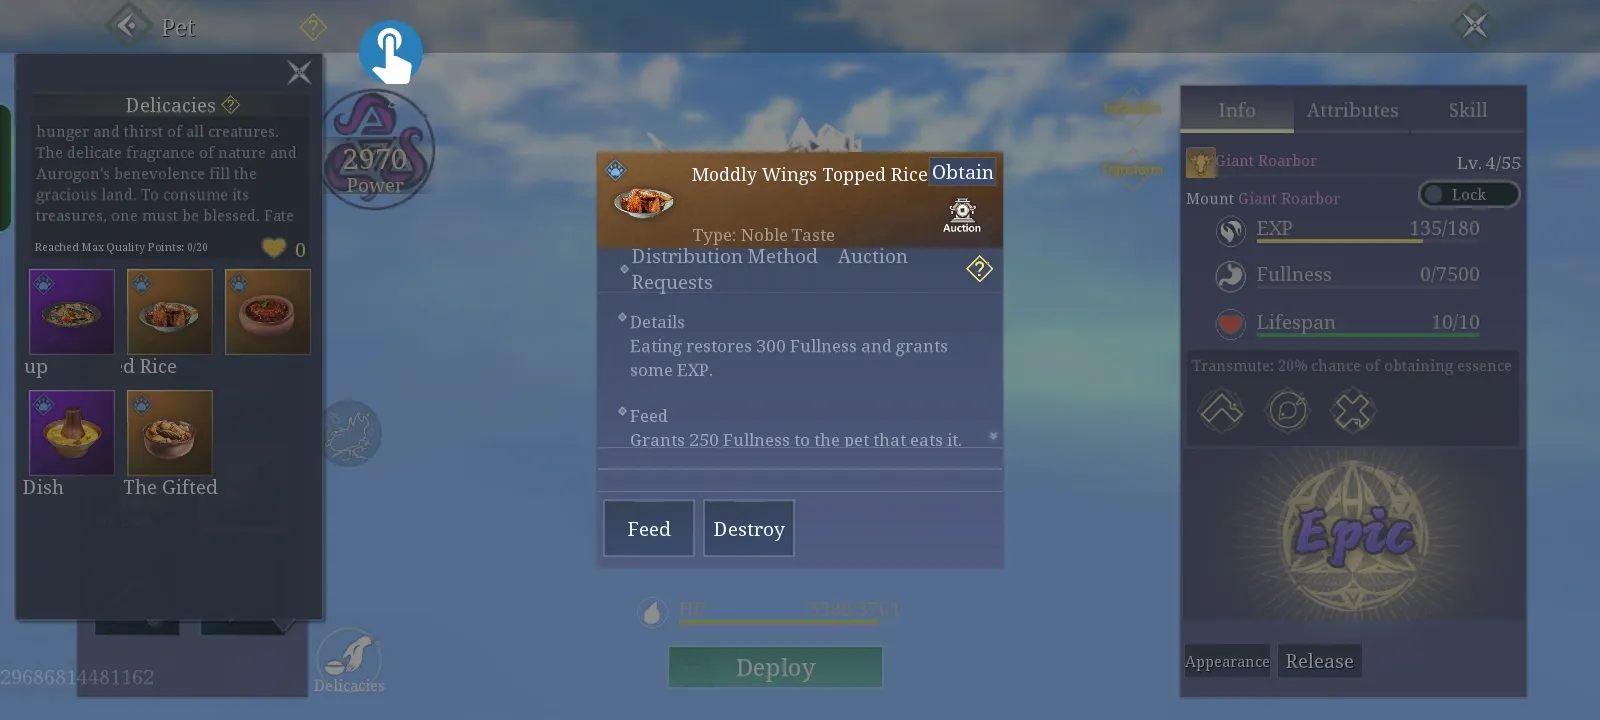 Pet
Delicacies
hunger and thirst of all creatures.
The delicate fragrance of nature and
Aurogon's benevolence fill the
gracious land. To consume its
treasures, one must be blessed. Fate
Reached Max Quality Points: 0/20
0
up
ed Rice
Dish
The Gifted
2970
Power
29686814481162
Delicacies
Moddly Wings Topped Rice
Obtain
Auction
Type: Noble Taste
Distribution Method Auction
Requests
Details
Eating restores 300 Fullness and grants
some EXP.
Feed
Grants 250 Fullness to the pet that eats it.
Feed
Destroy
HP
Deploy
Info
Attributes
Skill
Giant Roarbor
Lv. 4/55
Mount Giant Roarbor
Lock
EXP
135/180
Fullness
0/7500
Lifespan
10/10
Transmute: 20% chance of obtaining essence
Epic
Appearance
Release